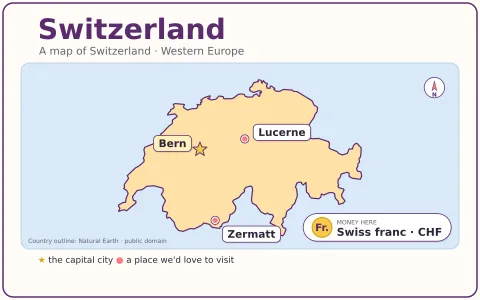 Switzerland
A map of Switzerland · Western Europe
N
Lucerne
Bern
Zermatt
Fr.
MONEY HERE
Swiss franc · CHF
Country outline: Natural Earth · public domain
★ the capital city ● a place we'd love to visit